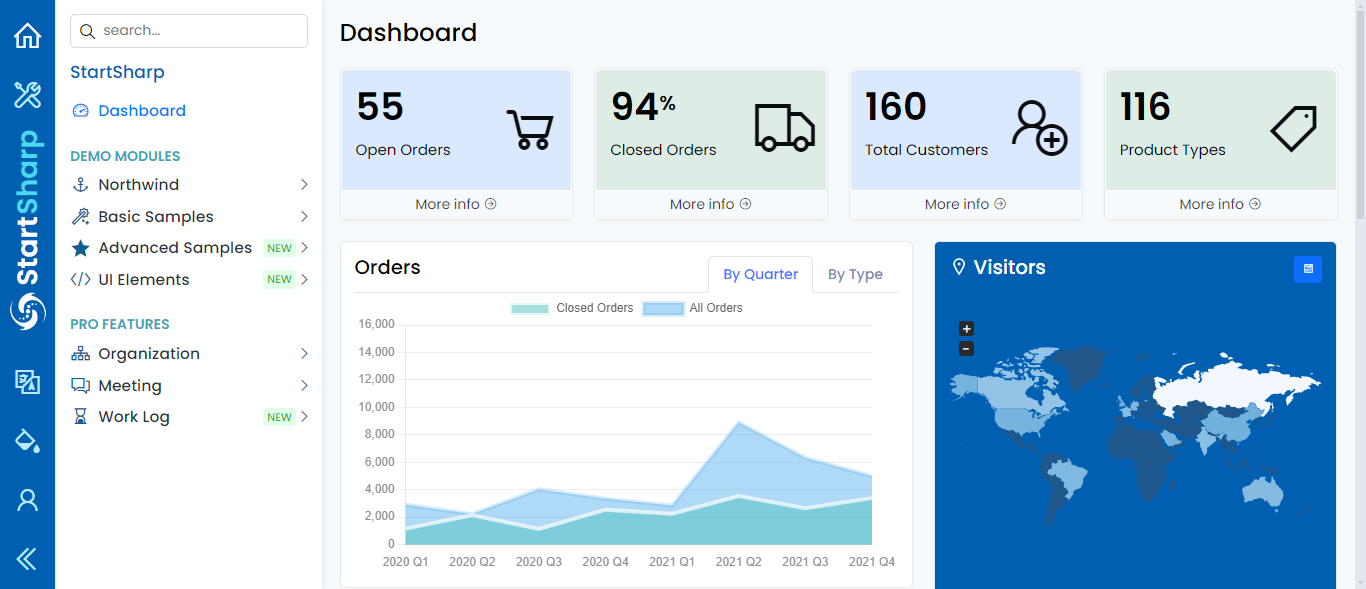 search...
StartSharp
Dashboard
DEMO MODULES
Northwind
Basic Samples
Advanced Samples NEW
UI Elements NEW
PRO FEATURES
Organization
Meeting
Work Log NEW
StartSharp
Dashboard
55
Open Orders
More info
94%
Closed Orders
More info
160
Total Customers
More info
116
Product Types
More info
Orders
By Quarter
By Type
Closed Orders
All Orders
16,000
14,000
12,000
10,000
8,000
6,000
4,000
2,000
0
2020 Q1 2020 Q2 2020 Q3 2020 Q4 2021 Q1 2021 Q2 2021 Q3 2021 Q4
Visitors
+
−